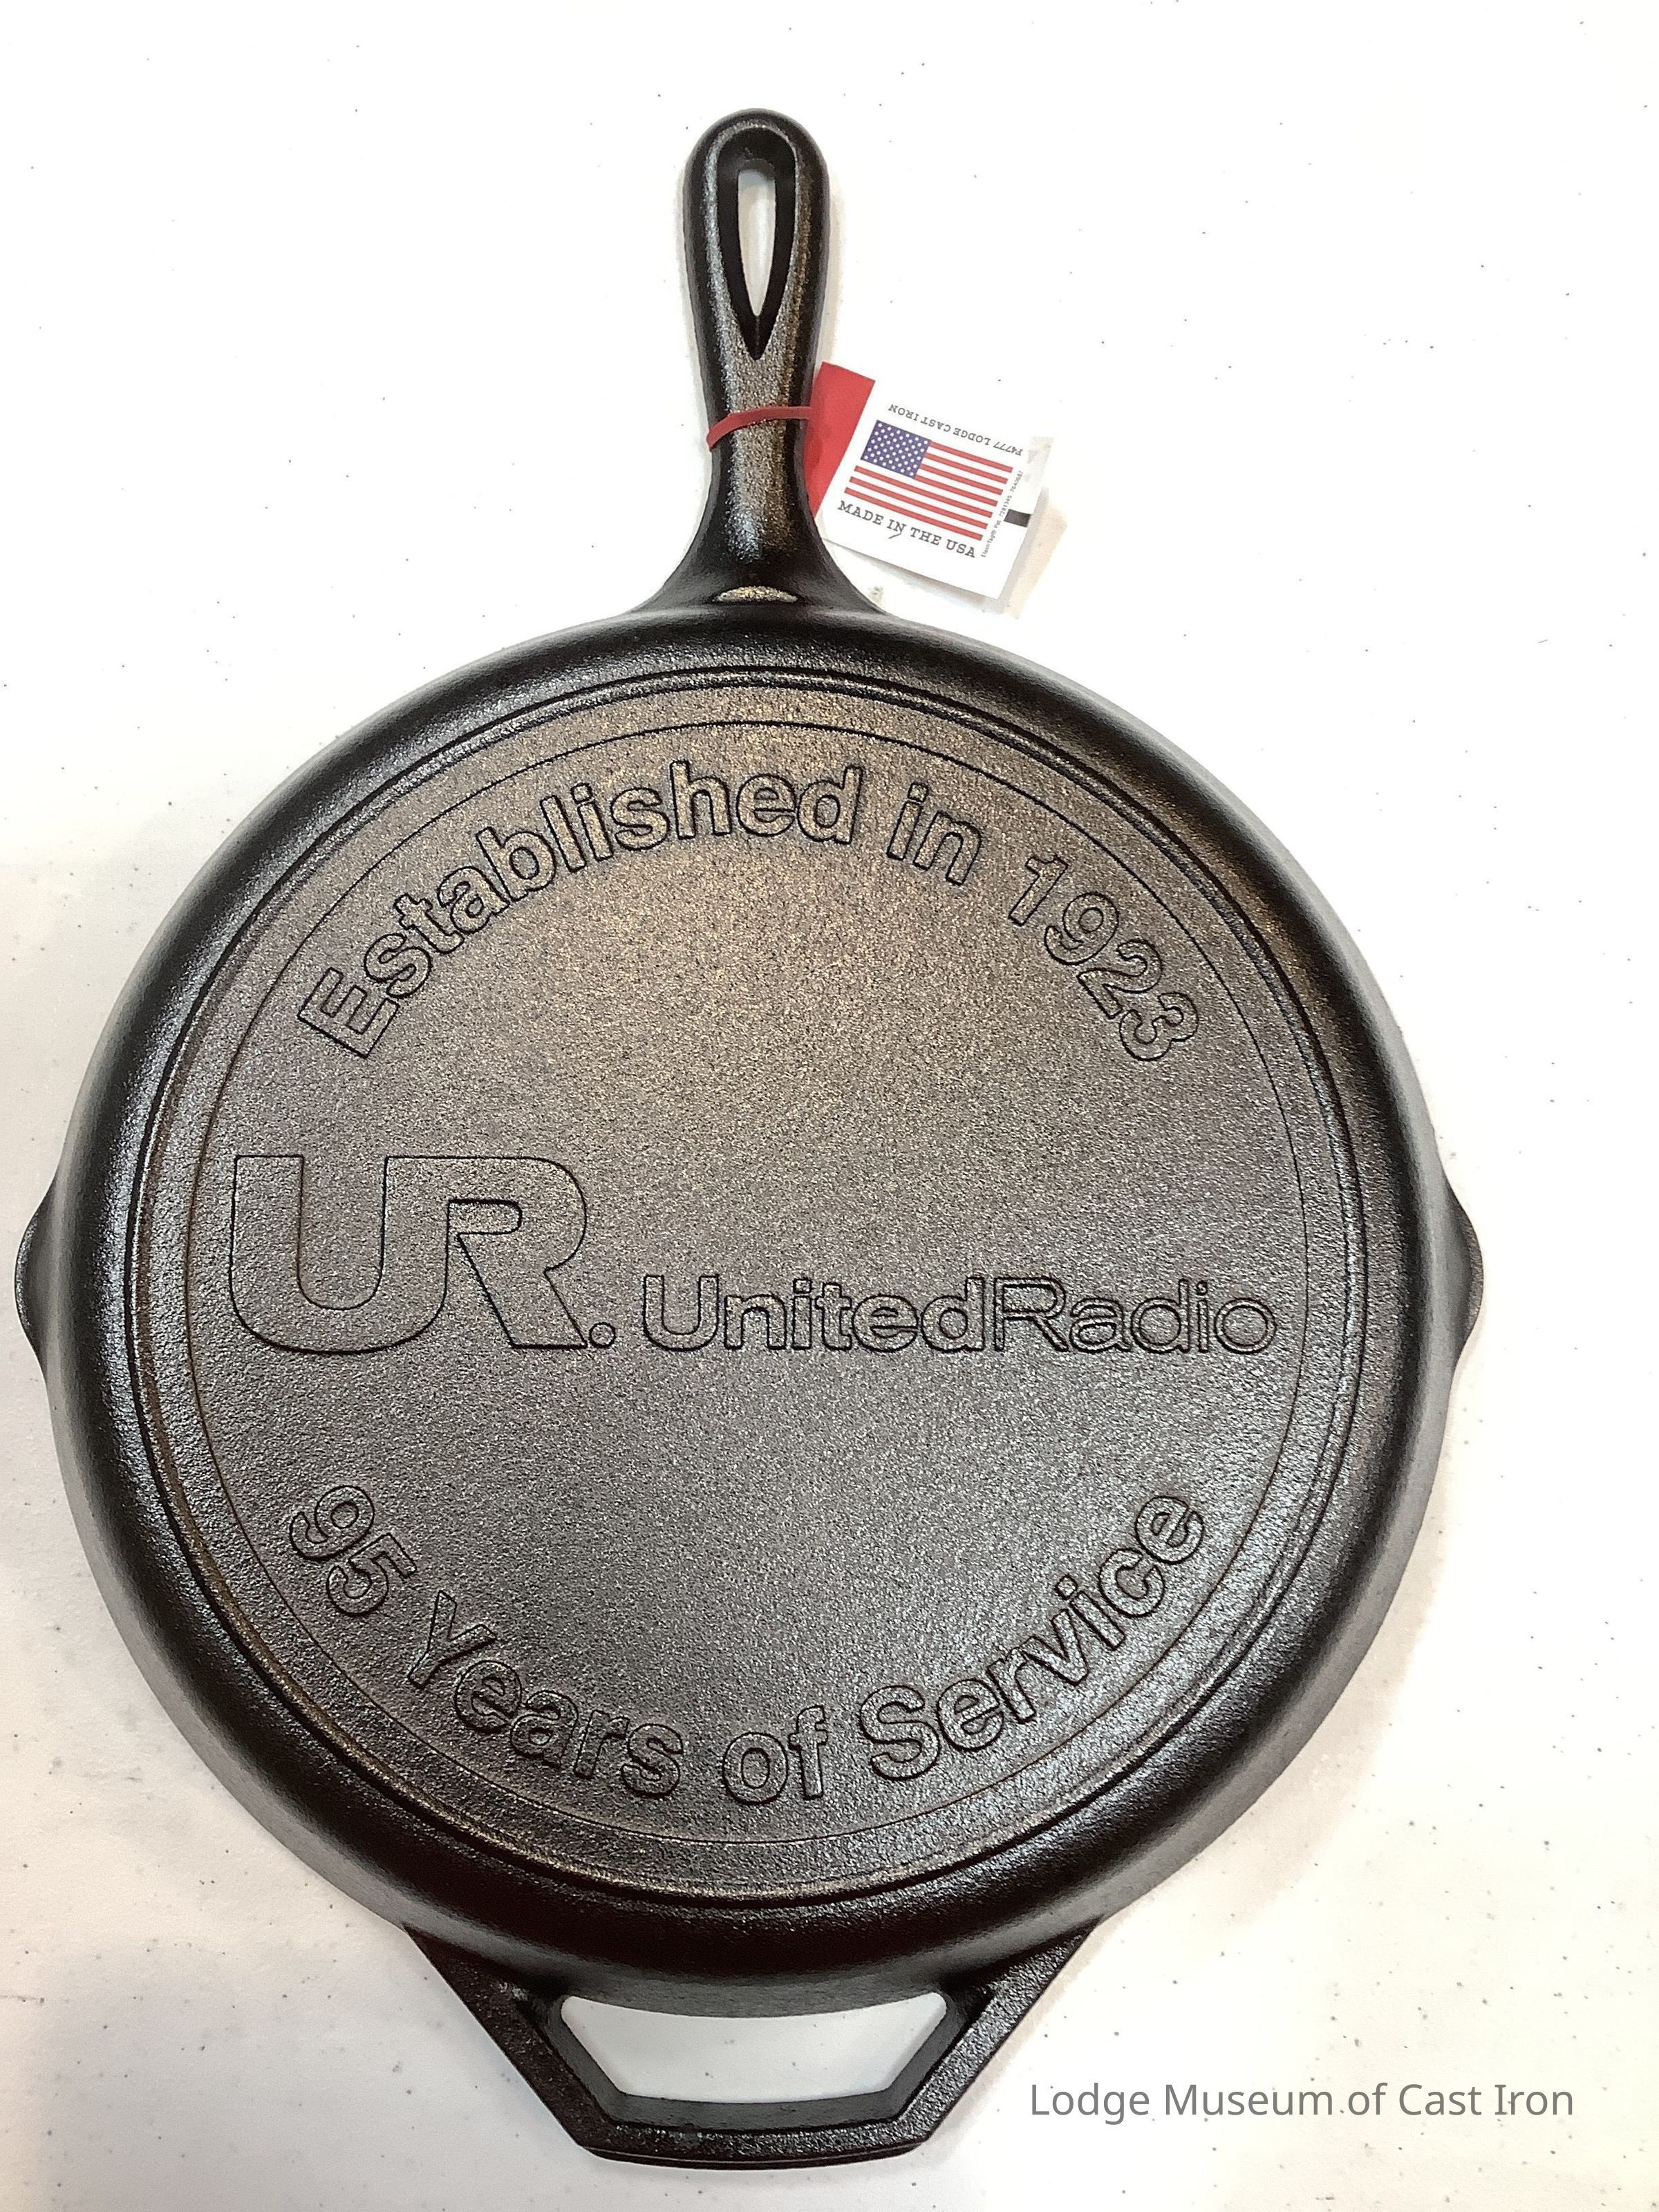 P4777 LODGE CAST IRON
MADE IN THE USA
Established in 1923
UR.
UnitedRadio
95 Years of Service
Lodge Museum of Cast Iron